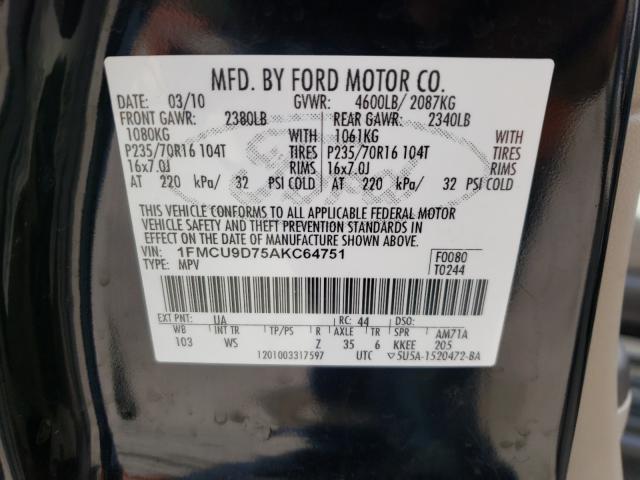 MFD. BY FORD MOTOR CO.
DATE: 03/10 GVWR: 4600LB/ 2087KG
FRONT GAWR: 2380LB REAR GAWR: 2340LB
1080KG WITH 1061KG WITH
P235/70R16 104T TIRES P235/70R16 104T TIRES
16x7.0J RIMS 16x7.0J RIMS
AT 220 kPa/ 32 PSI COLD AT 220 kPa/ 32 PSI COLD
THIS VEHICLE CONFORMS TO ALL APPLICABLE FEDERAL MOTOR
VEHICLE SAFETY AND THEFT PREVENTION STANDARDS IN
EFFECT ON THE DATE OF MANUFACTURE SHOWN ABOVE.
VIN: 1FMCU9D75AKC64751 F0080
TYPE: MPV T0244
EXT PNT: UA RC: 44 DSO:
WB INT TR TP/PS R AXLE TR SPR AM71A
103 WS Z 35 6 KKEE 205
1201003317597 UTC ▽5U5A-1520472-BA